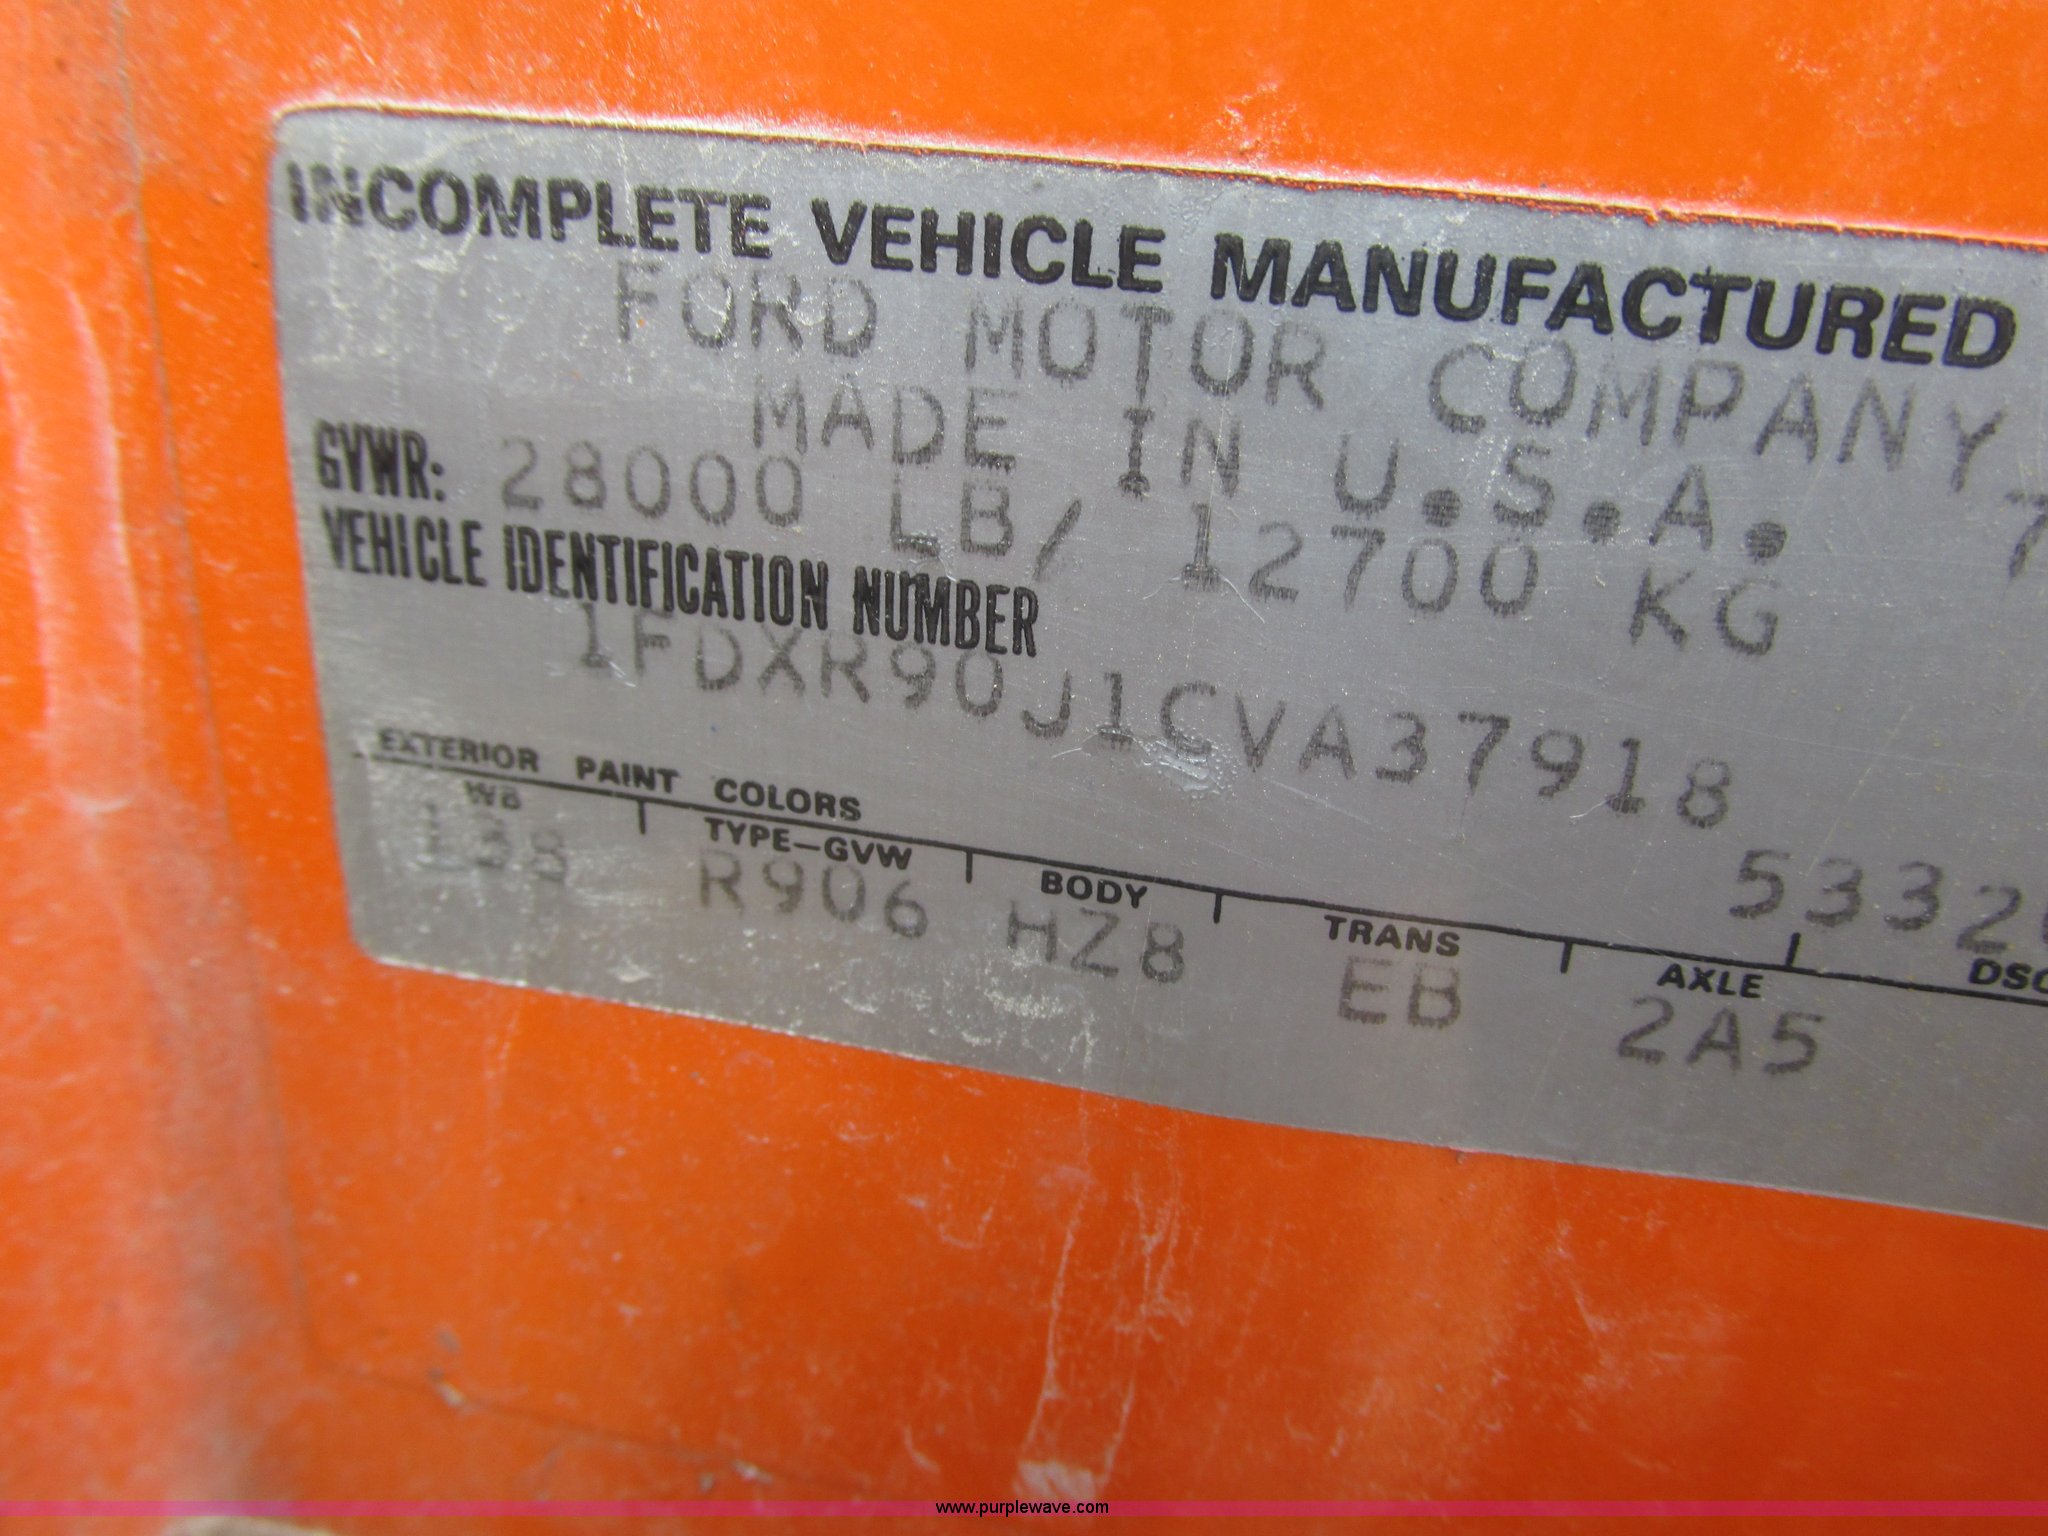 INCOMPLETE VEHICLE MANUFACTURED
FORD MOTOR COMPANY
MADE IN U.S.A.
GVWR: 28000 LB/ 12700 KG
VEHICLE IDENTIFICATION NUMBER
1FDXR90J1CVA37918
EXTERIOR PAINT COLORS
WB TYPE-GVW BODY TRANS AXLE
R906 HZ8 EB 2A5
www.purplewave.com